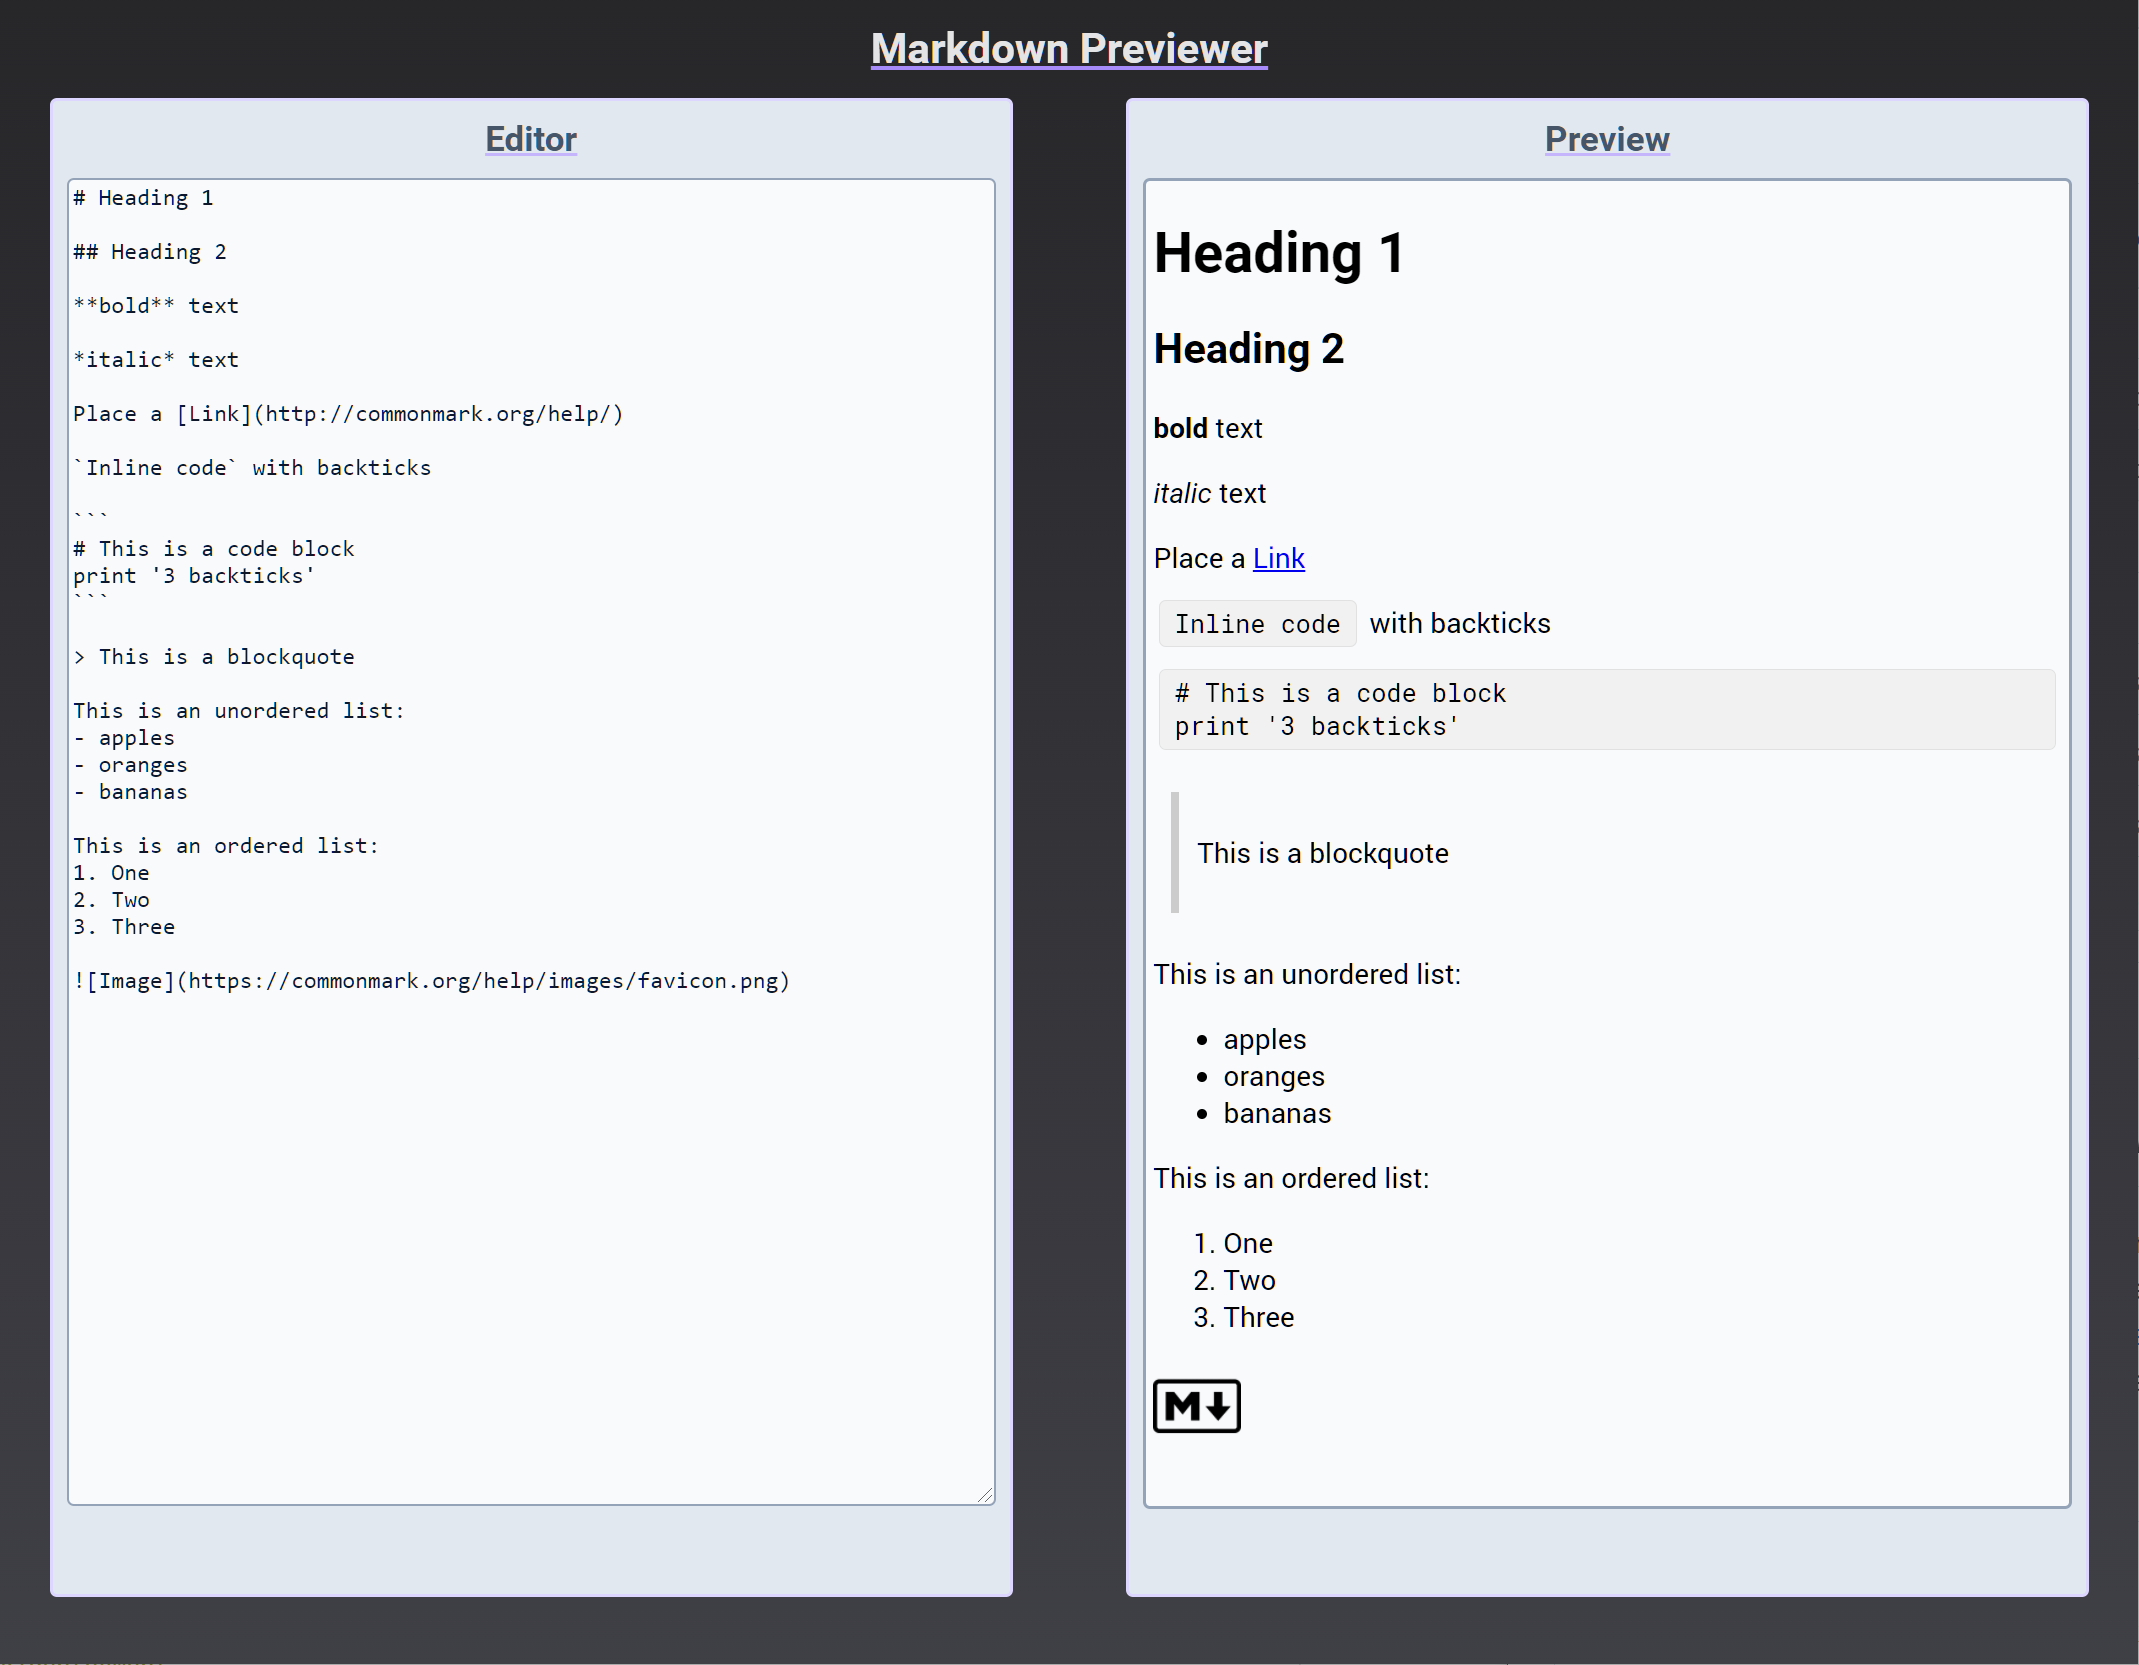 Markdown Previewer
Editor
# Heading 1
## Heading 2
**bold** text
*italic* text
Place a [Link](http://commonmark.org/help/)
`Inline code` with backticks
```
# This is a code block
print '3 backticks'
```
> This is a blockquote
This is an unordered list:
- apples
- oranges
- bananas
This is an ordered list:
1. One
2. Two
3. Three
![Image](https://commonmark.org/help/images/favicon.png)
Preview
Heading 1
Heading 2
bold text
italic text
Place a Link
Inline code with backticks
# This is a code block
print '3 backticks'
This is a blockquote
This is an unordered list:
• apples
• oranges
• bananas
This is an ordered list:
1. One
2. Two
3. Three
M